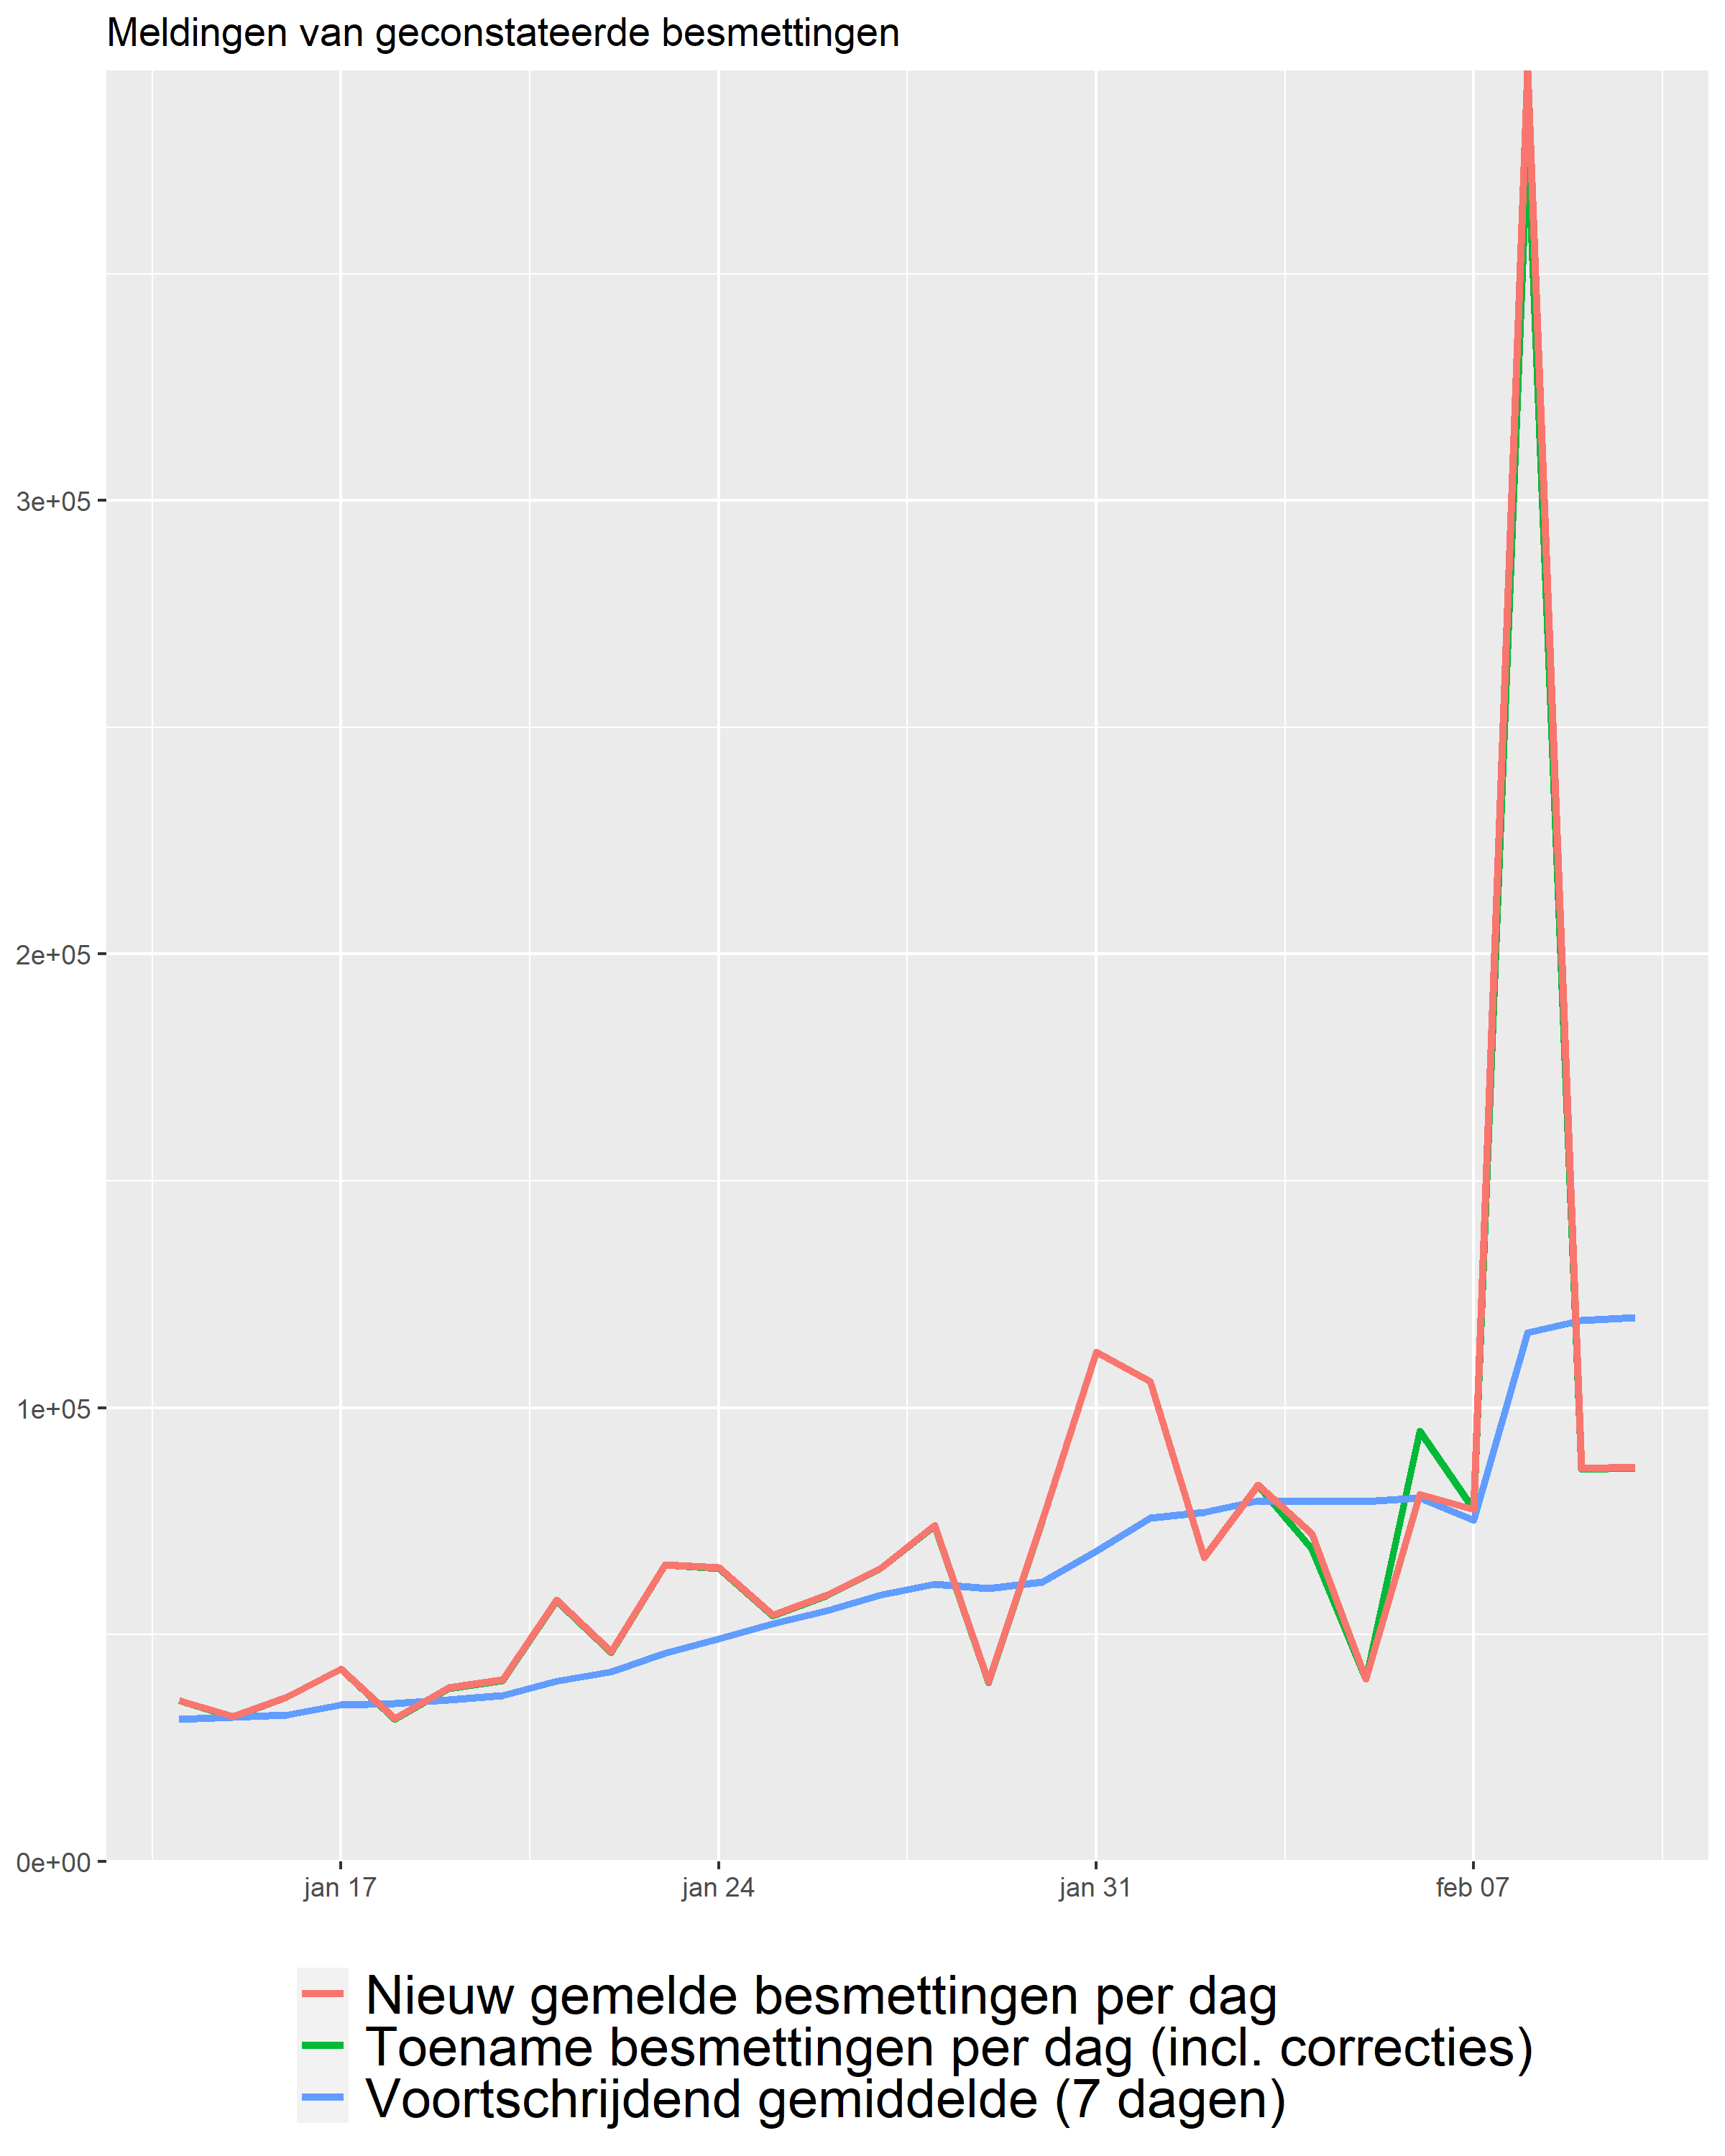 Meldingen van geconstateerde besmettingen
3e+05
2e+05
1e+05
0e+00
jan 17 jan 24 jan 31 feb 07
Nieuw gemelde besmettingen per dag
Toename besmettingen per dag (incl. correcties)
Voortschrijdend gemiddelde (7 dagen)